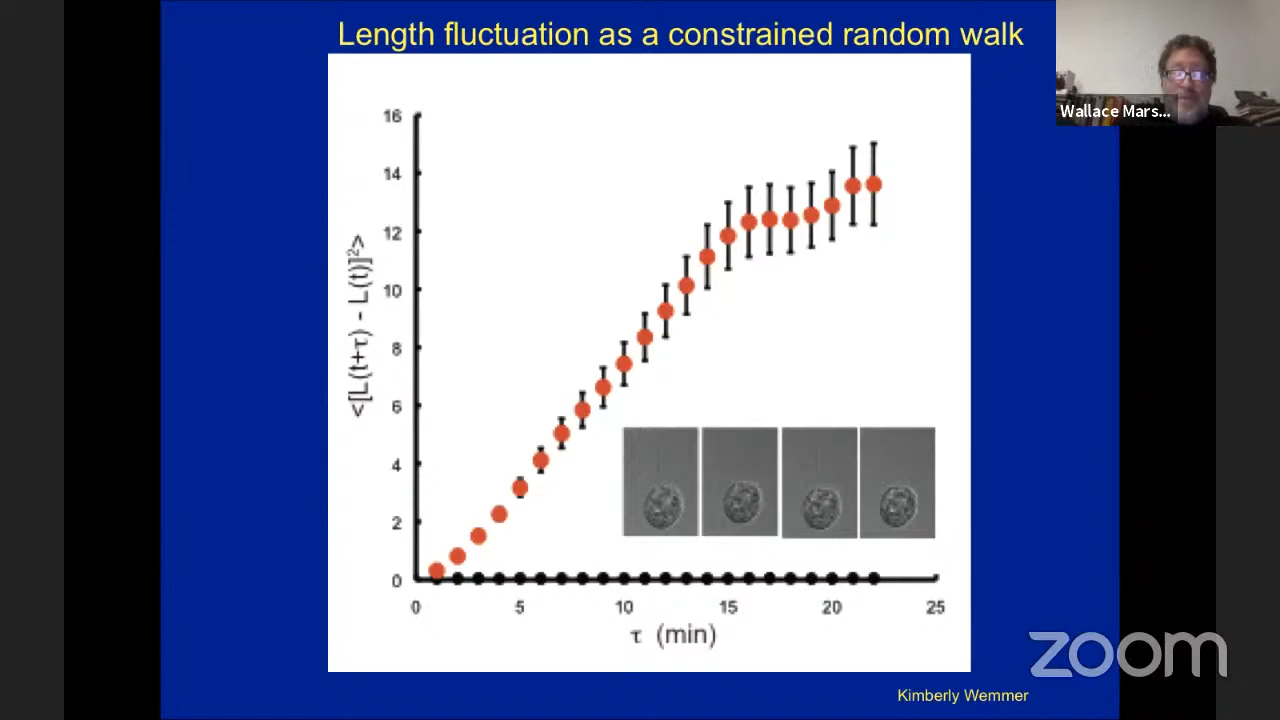 Length fluctuation as a constrained random walk
Wallace Mars...
16
14
12
10
8
6
4
2
0
<[L(t+τ) - L(t)]²>
0 5 10 15 20 25
τ (min)
zoom
Kimberly Wemmer